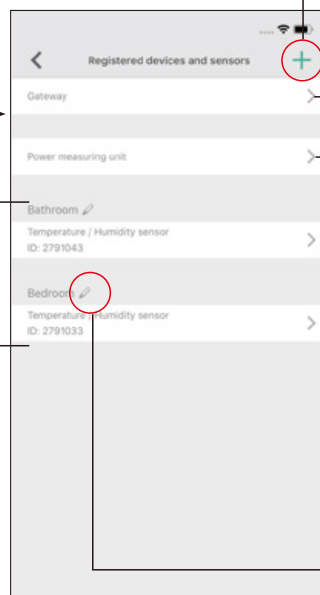 Registered devices and sensors
Gateway
Power measuring unit
Bathroom
Temperature / Humidity sensor
ID: 2791043
Bedroom
Temperature / Humidity sensor
ID: 2791033